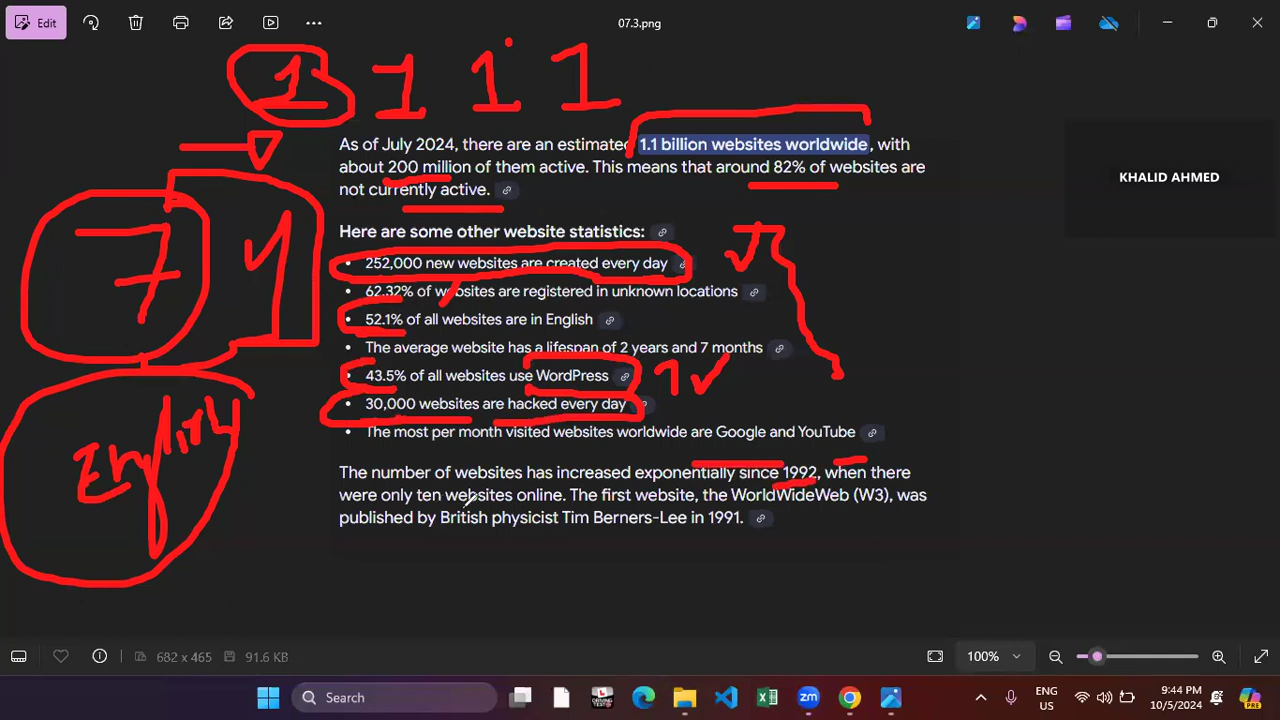 Edit
07.3.png
1 1 1 1
As of July 2024, there are an estimated 1.1 billion websites worldwide, with
about 200 million of them active. This means that around 82% of websites are
not currently active.
KHALID AHMED
Here are some other website statistics:
• 252,000 new websites are created every day
• 62.32% of websites are registered in unknown locations
• 52.1% of all websites are in English
• The average website has a lifespan of 2 years and 7 months
• 43.5% of all websites use WordPress
• 30,000 websites are hacked every day
• The most per month visited websites worldwide are Google and YouTube
The number of websites has increased exponentially since 1992, when there
were only ten websites online. The first website, the WorldWideWeb (W3), was
published by British physicist Tim Berners-Lee in 1991.
7
English
682 x 465
91.6 KB
100%
Search
ENG
US
9:44 PM
10/5/2024